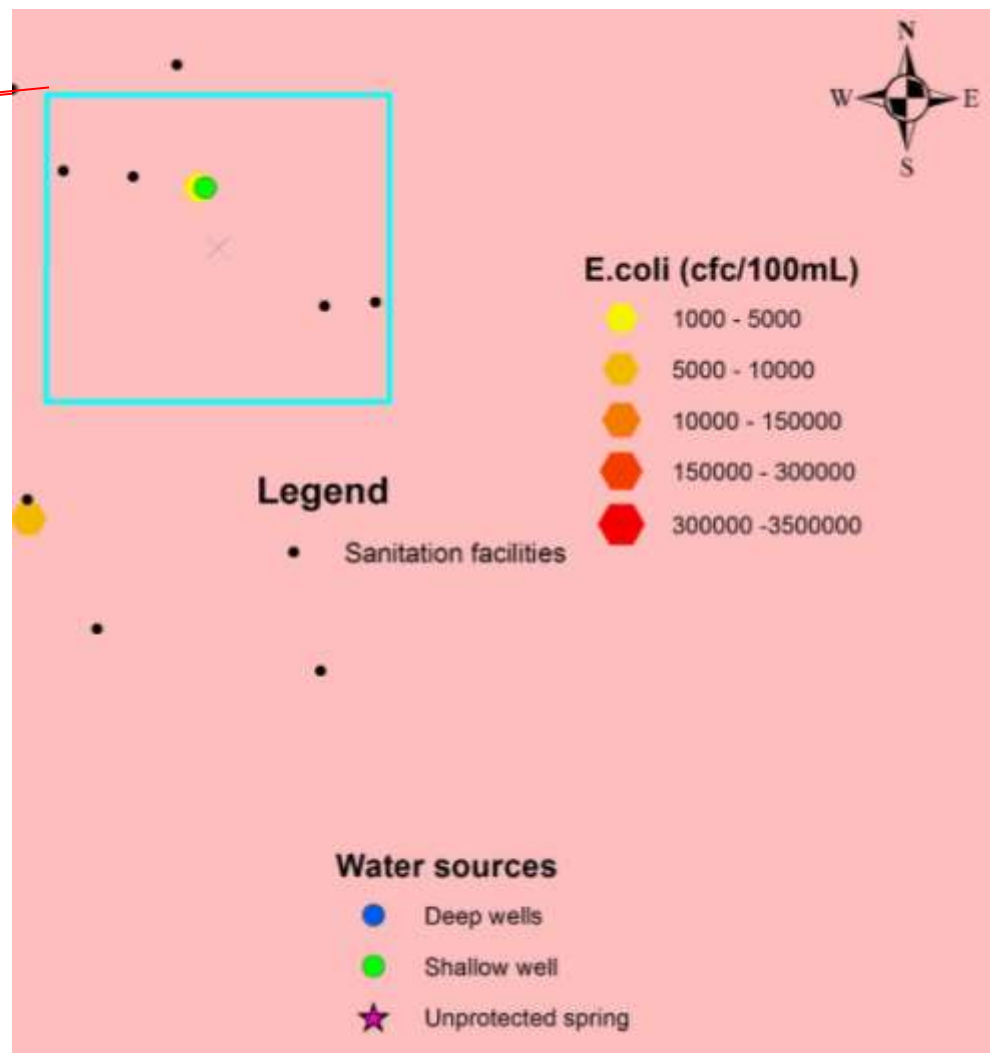 N
W E
S
E.coli (cfc/100mL)
1000 - 5000
5000 - 10000
10000 - 150000
150000 - 300000
300000 -3500000
Legend
Sanitation facilities
Water sources
Deep wells
Shallow well
Unprotected spring